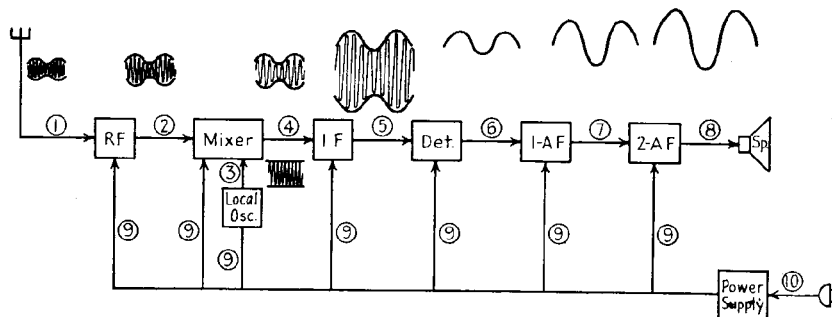 ① RF ② Mixer ④ IF ⑤ Det. ⑥ 1-AF ⑦ 2-AF ⑧ Sp.
③
Local
Osc.
⑨ ⑨ ⑨ ⑨ ⑨ ⑨
⑨
Power
Supply
⑩